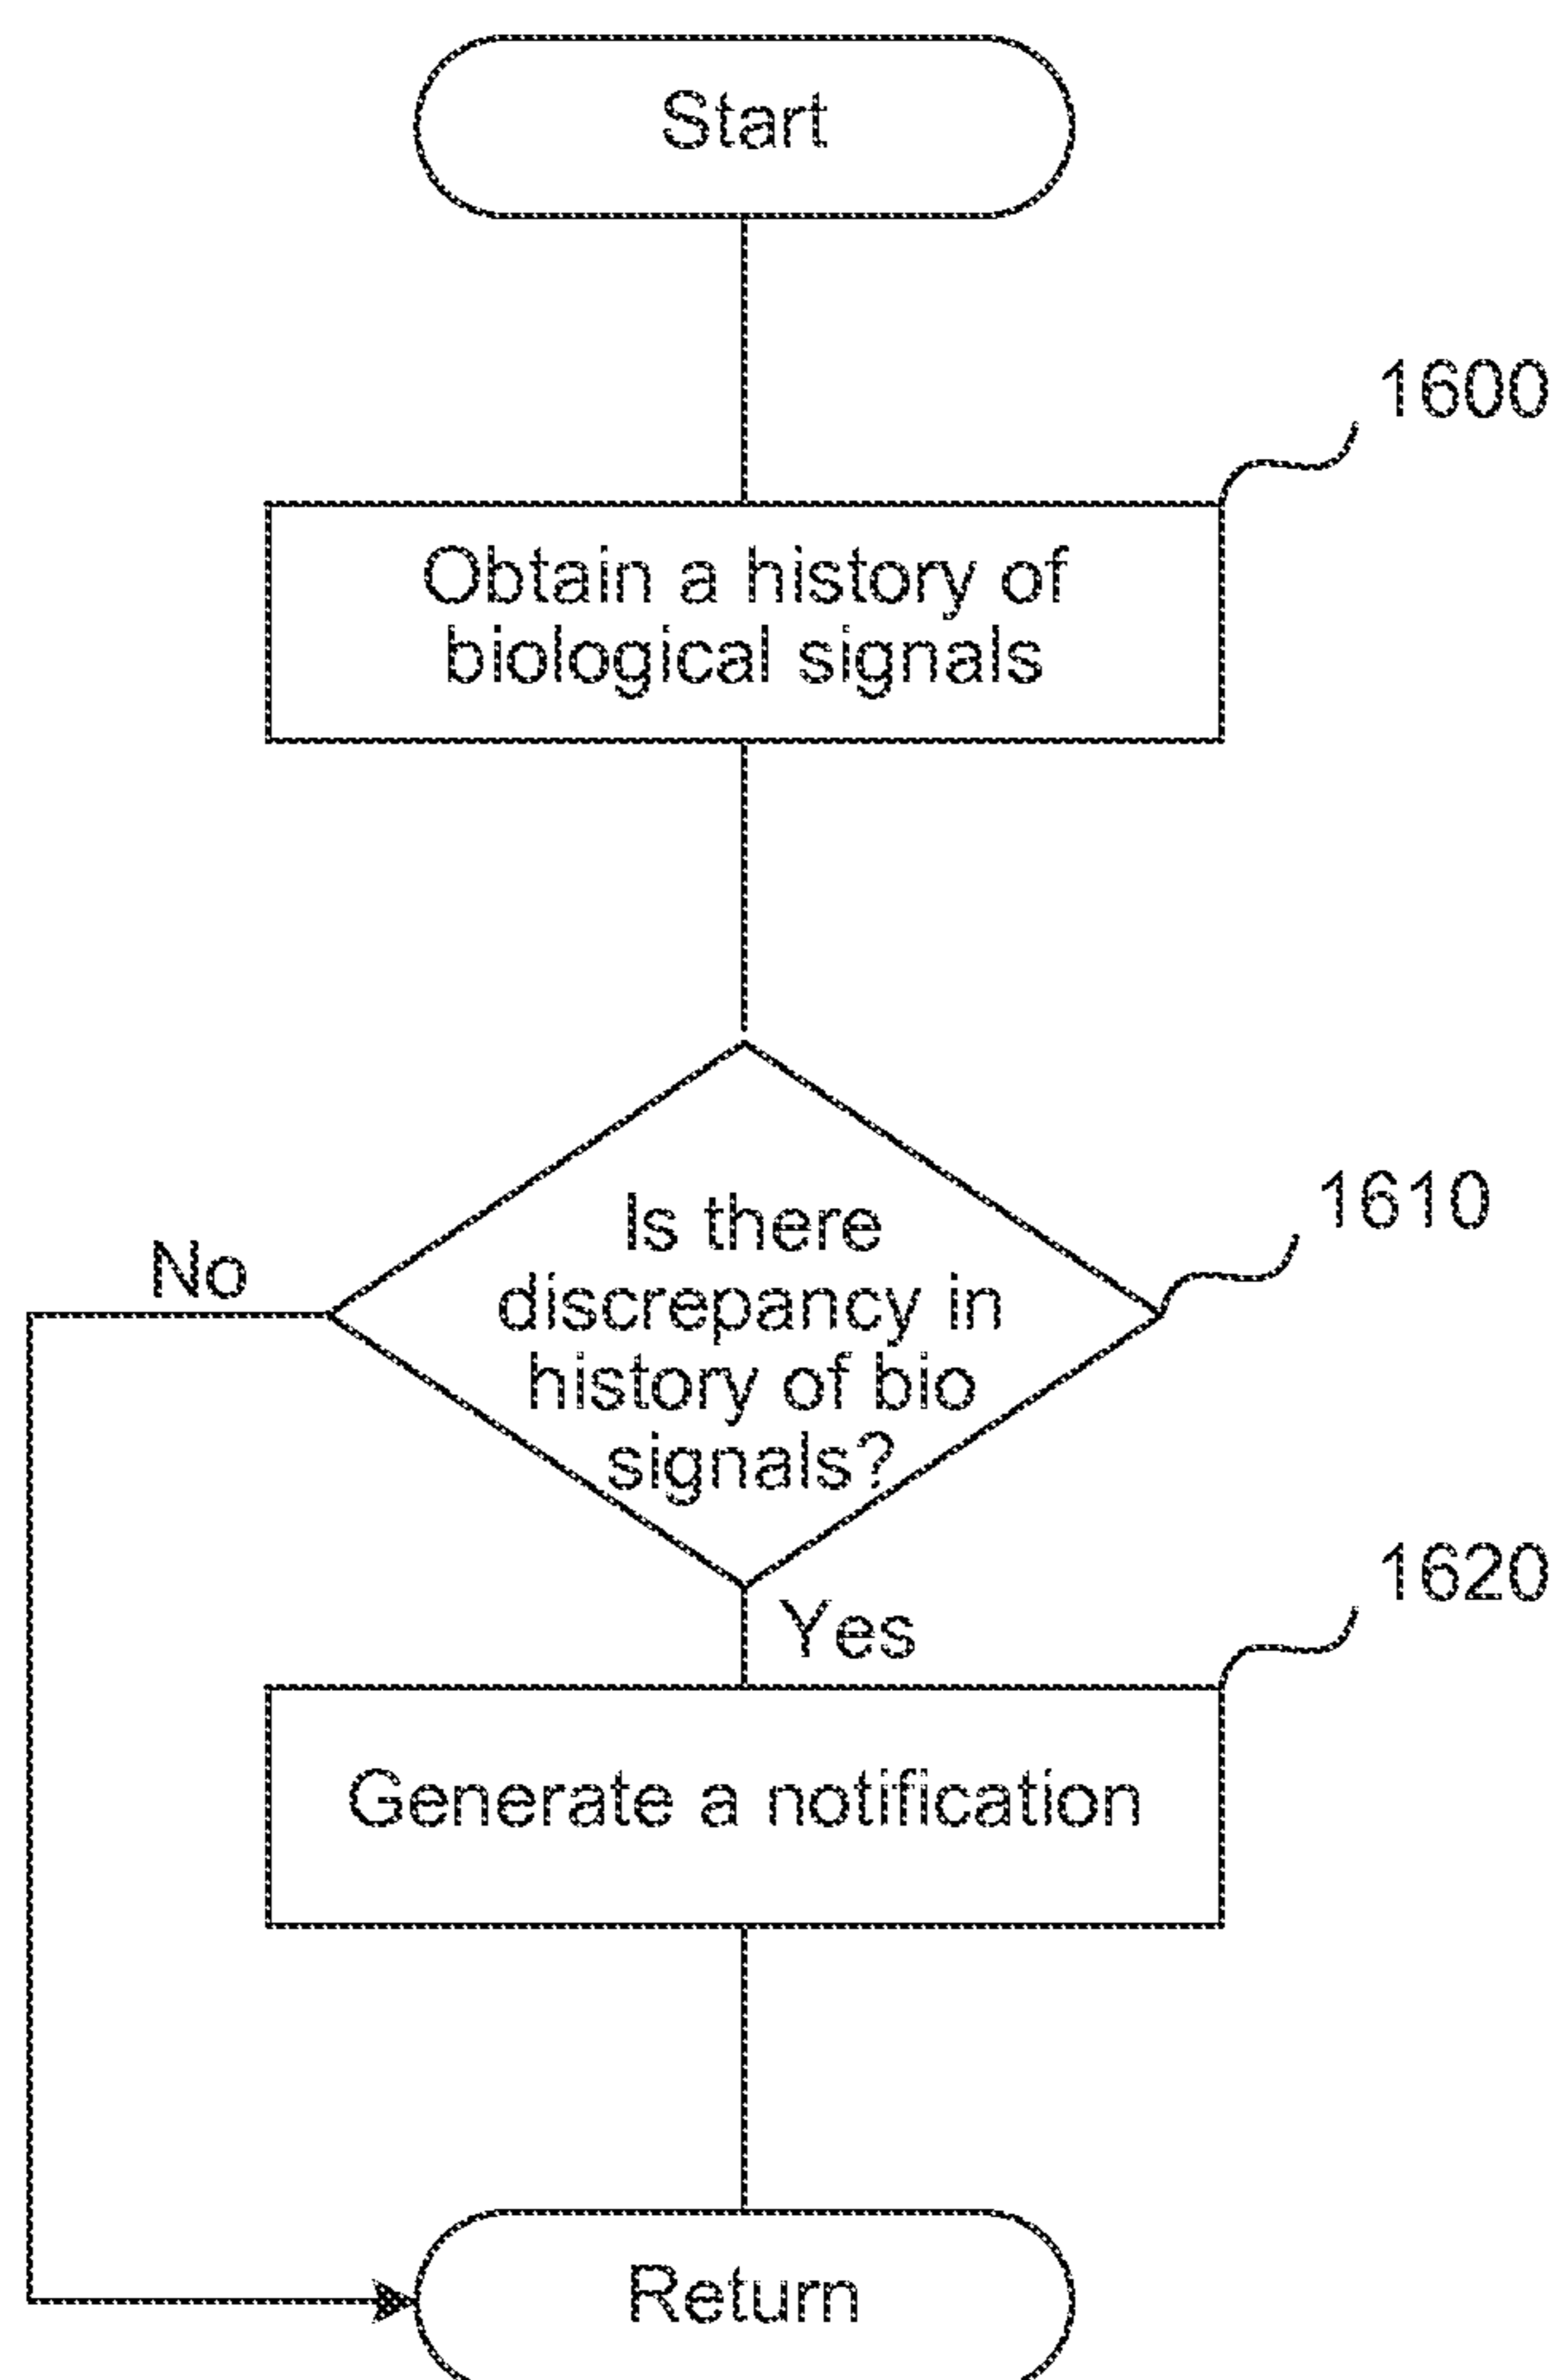 Start
1600
Obtain a history of
biological signals
1610
Is there
discrepancy in
history of bio
signals?
No
Yes
1620
Generate a notification
Return